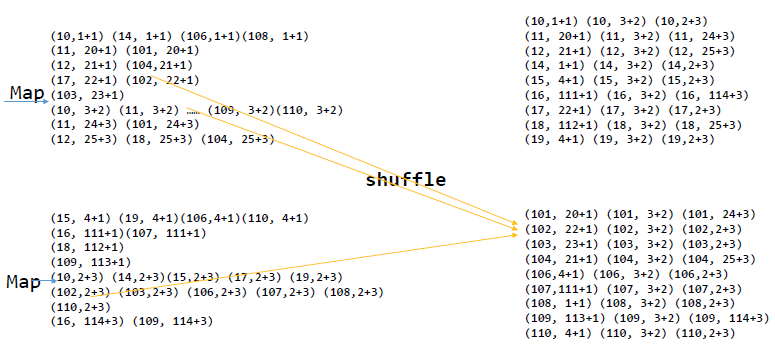 (10,1+1) (14, 1+1) (106,1+1)(108, 1+1)
(11, 20+1) (101, 20+1)
(12, 21+1) (104,21+1)
(17, 22+1) (102, 22+1)
(103, 23+1)
Map
(10, 3+2) (11, 3+2) …… (109, 3+2)(110, 3+2)
(11, 24+3) (101, 24+3)
(12, 25+3) (18, 25+3) (104, 25+3)
(10,1+1) (10, 3+2) (10,2+3)
(11, 20+1) (11, 3+2) (11, 24+3)
(12, 21+1) (12, 3+2) (12, 25+3)
(14, 1+1) (14, 3+2) (14,2+3)
(15, 4+1) (15, 3+2) (15,2+3)
(16, 111+1) (16, 3+2) (16, 114+3)
(17, 22+1) (17, 3+2) (17,2+3)
(18, 112+1) (18, 3+2) (18, 25+3)
(19, 4+1) (19, 3+2) (19,2+3)
shuffle
(15, 4+1) (19, 4+1)(106,4+1)(110, 4+1)
(16, 111+1)(107, 111+1)
(18, 112+1)
(109, 113+1)
Map
(10,2+3) (14,2+3)(15,2+3) (17,2+3) (19,2+3)
(102,2+3) (103,2+3) (106,2+3) (107,2+3) (108,2+3)
(110,2+3)
(16, 114+3) (109, 114+3)
(101, 20+1) (101, 3+2) (101, 24+3)
(102, 22+1) (102, 3+2) (102,2+3)
(103, 23+1) (103, 3+2) (103,2+3)
(104, 21+1) (104, 3+2) (104, 25+3)
(106,4+1) (106, 3+2) (106,2+3)
(107,111+1) (107, 3+2) (107,2+3)
(108, 1+1) (108, 3+2) (108,2+3)
(109, 113+1) (109, 3+2) (109, 114+3)
(110, 4+1) (110, 3+2) (110,2+3)